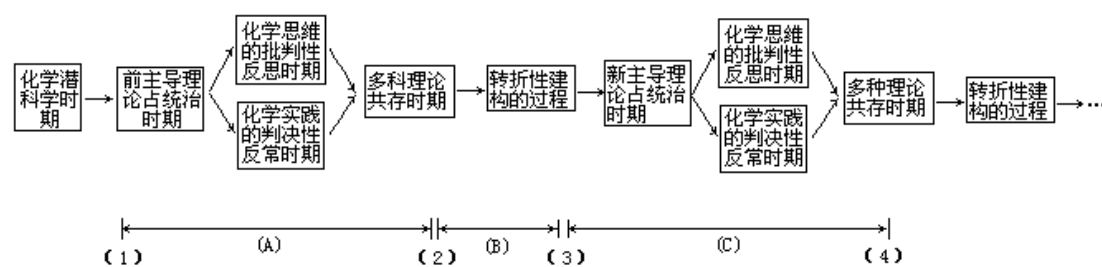 化学潜
科学时
期
前主导理
论占统治
时期
化学思维
的批判性
反思时期
化学实践
的判决性
反常时期
多科理论
共存时期
转折性建
构的过程
新主导理
论占统治
时期
化学思维
的批判性
反思时期
化学实践
的判决性
反常时期
多种理论
共存时期
转折性建
构的过程
...
(1)
(A)
(2)
(B)
(3)
(C)
(4)